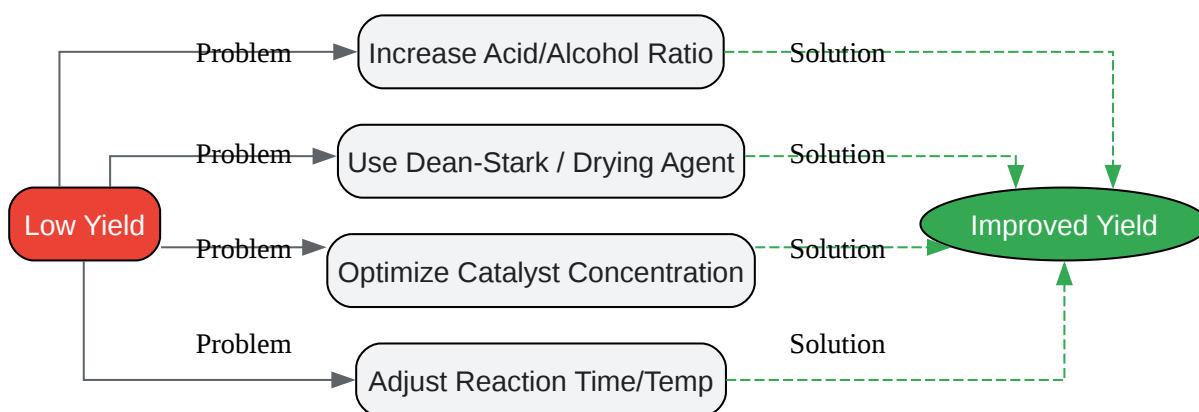 Problem
Increase Acid/Alcohol Ratio
Solution
Problem
Use Dean-Stark / Drying Agent
Solution
Low Yield
Improved Yield
Problem
Optimize Catalyst Concentration
Solution
Problem
Adjust Reaction Time/Temp
Solution